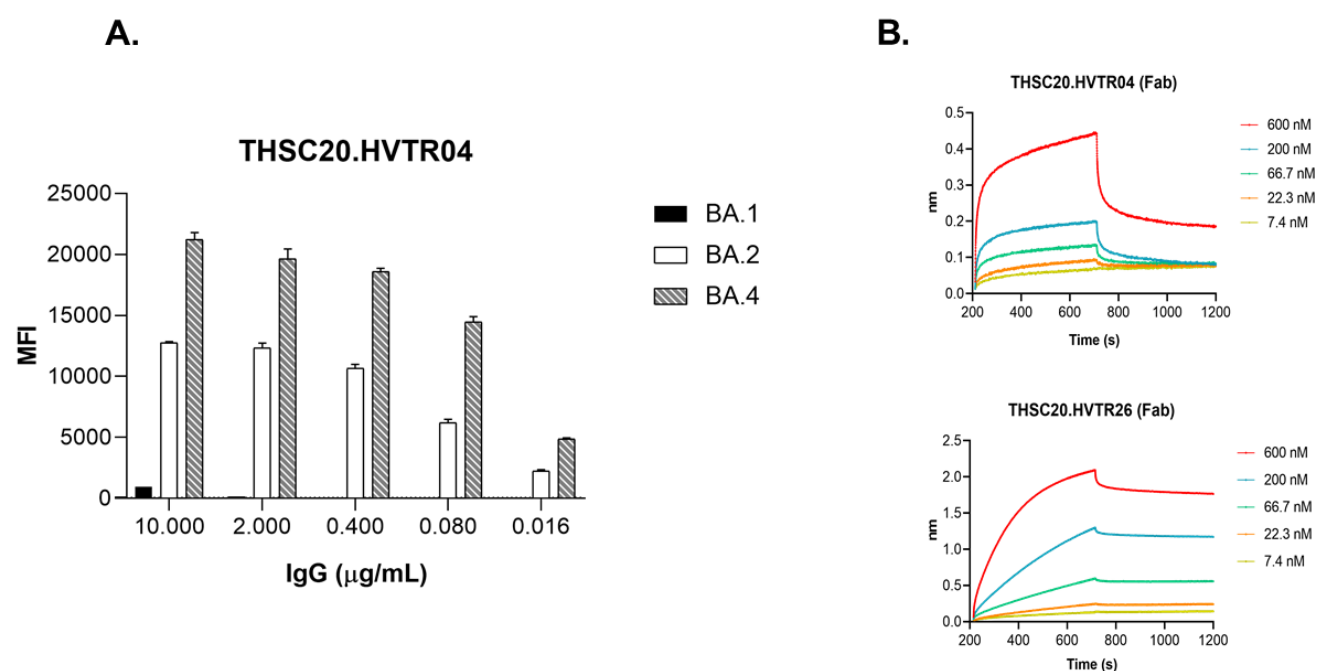 A.
THSC20.HVTR04
MFI
25000
20000
15000
10000
5000
0
10.000 2.000 0.400 0.080 0.016
IgG (μg/mL)
BA.1
BA.2
BA.4
B.
THSC20.HVTR04 (Fab)
nm
0.5
0.4
0.3
0.2
0.1
0.0
200 400 600 800 1000 1200
Time (s)
600 nM
200 nM
66.7 nM
22.3 nM
7.4 nM
THSC20.HVTR26 (Fab)
nm
2.5
2.0
1.5
1.0
0.5
0.0
200 400 600 800 1000 1200
Time (s)
600 nM
200 nM
66.7 nM
22.3 nM
7.4 nM